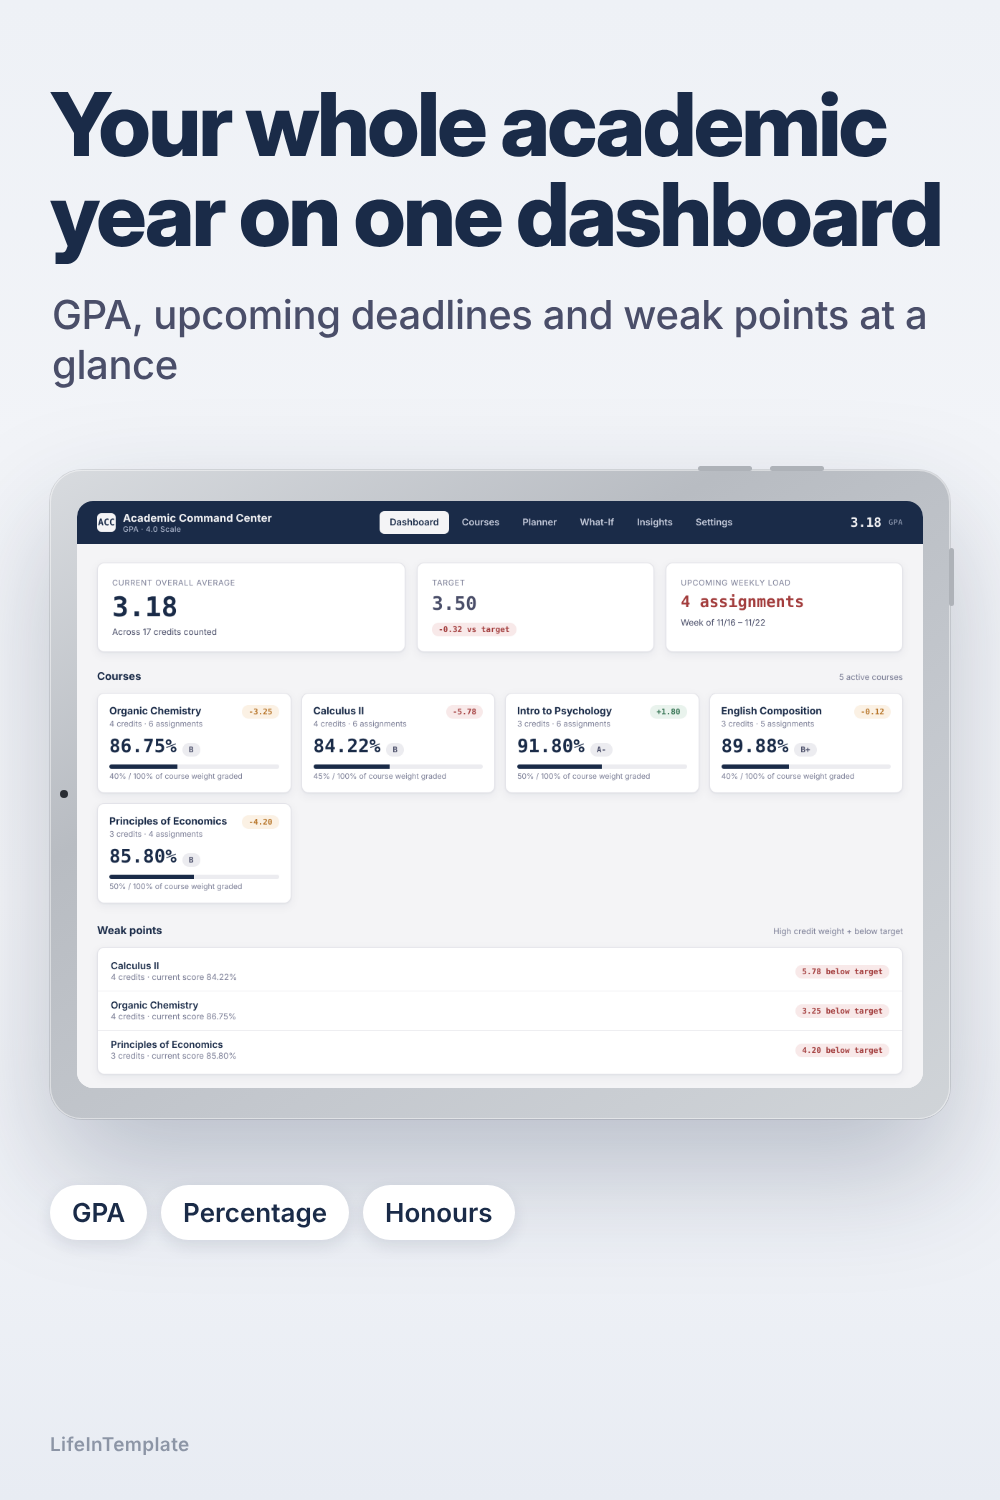 Your whole academic
year on one dashboard
GPA, upcoming deadlines and weak points at a
glance
ACC
Academic Command Center
GPA · 4.0 Scale
Dashboard Courses Planner What-If Insights Settings
3.18 GPA
CURRENT OVERALL AVERAGE
3.18
Across 17 credits counted
TARGET
3.50
-0.32 vs target
UPCOMING WEEKLY LOAD
4 assignments
Week of 11/16 – 11/22
Courses
5 active courses
Organic Chemistry -3.25
4 credits · 6 assignments
86.75% B
40% / 100% of course weight graded
Calculus II -5.78
4 credits · 6 assignments
84.22% B
45% / 100% of course weight graded
Intro to Psychology +1.80
3 credits · 6 assignments
91.80% A-
50% / 100% of course weight graded
English Composition -0.12
3 credits · 5 assignments
89.88% B+
40% / 100% of course weight graded
Principles of Economics -4.20
3 credits · 4 assignments
85.80% B
50% / 100% of course weight graded
Weak points
High credit weight + below target
Calculus II
4 credits · current score 84.22%
5.78 below target
Organic Chemistry
4 credits · current score 86.75%
3.25 below target
Principles of Economics
3 credits · current score 85.80%
4.20 below target
GPA
Percentage
Honours
LifeInTemplate